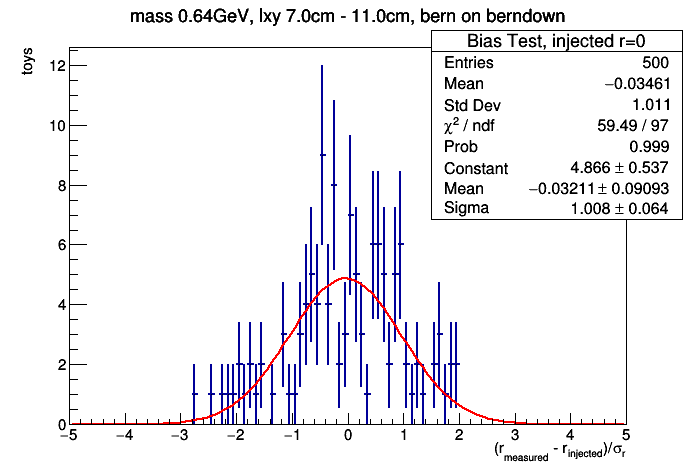 mass 0.64GeV, lxy 7.0cm - 11.0cm, bern on berndown
Bias Test, injected r=0
Entries 500
Mean −0.03461
Std Dev 1.011
χ² / ndf 59.49 / 97
Prob 0.999
Constant 4.866 ± 0.537
Mean −0.03211 ± 0.09093
Sigma 1.008 ± 0.064
toys
12
10
8
6
4
2
0
−5 −4 −3 −2 −1 0 1 2 3 4 5
(r_measured - r_injected)/σ_r